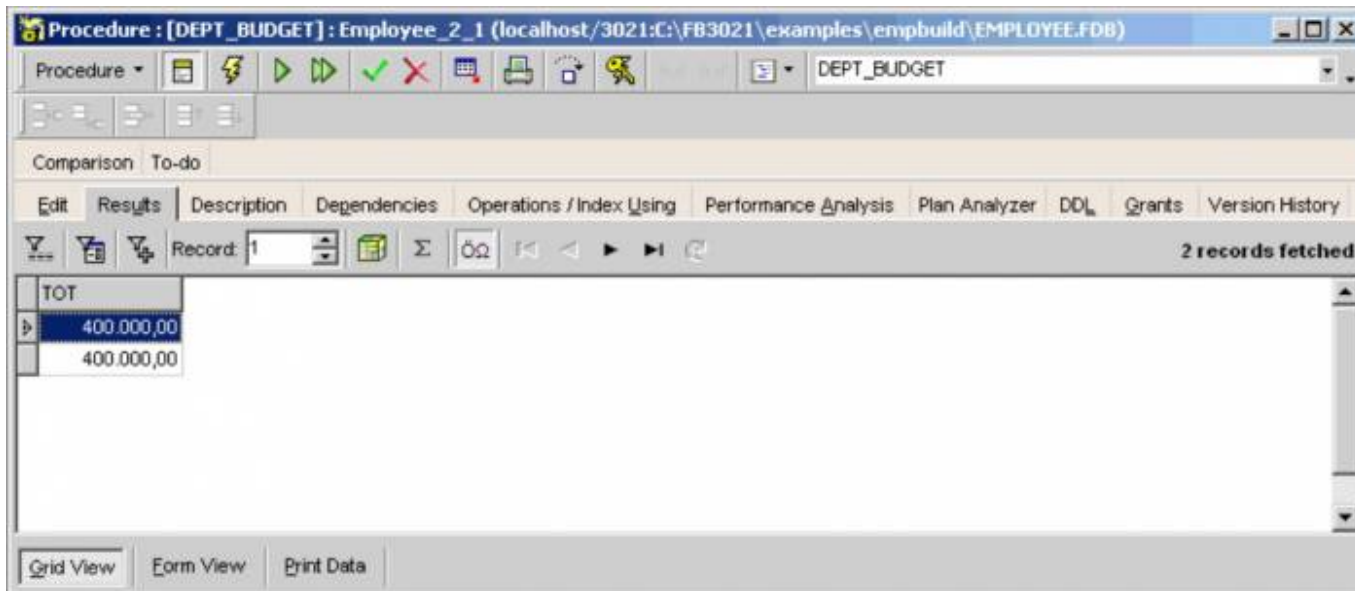 Procedure : [DEPT_BUDGET] : Employee_2_1 (localhost/3021:C:\FB3021\examples\empbuild\EMPLOYEE.FDB)
Procedure DEPT_BUDGET
Comparison To-do
Edit Results Description Dependencies Operations / Index Using Performance Analysis Plan Analyzer DDL Grants Version History
Record: 1 Σ ÖΩ 2 records fetched
TOT
400.000,00
400.000,00
Grid View Form View Print Data